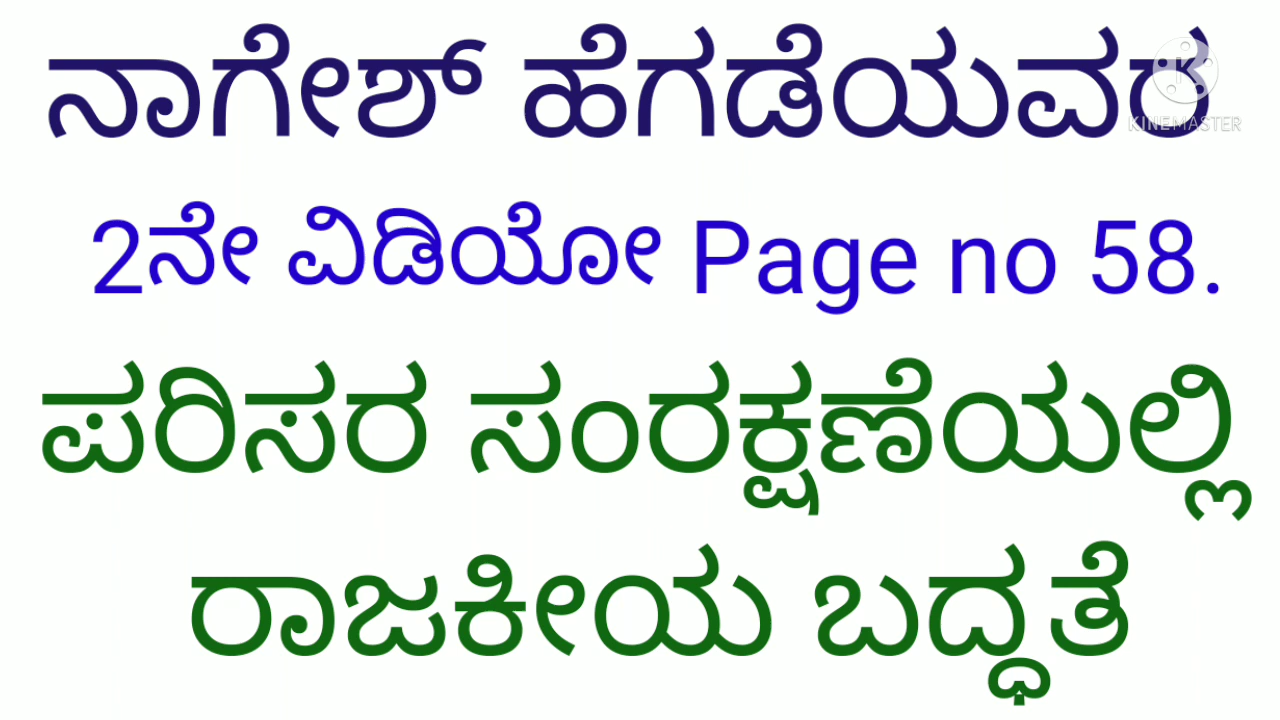 ನಾಗೇಶ್ ಹೆಗಡೆಯವರ
KINEMASTER
2ನೇ ವಿಡಿಯೋ Page no 58.
ಪರಿಸರ ಸಂರಕ್ಷಣೆಯಲ್ಲಿ
ರಾಜಕೀಯ ಬದ್ಧತೆ